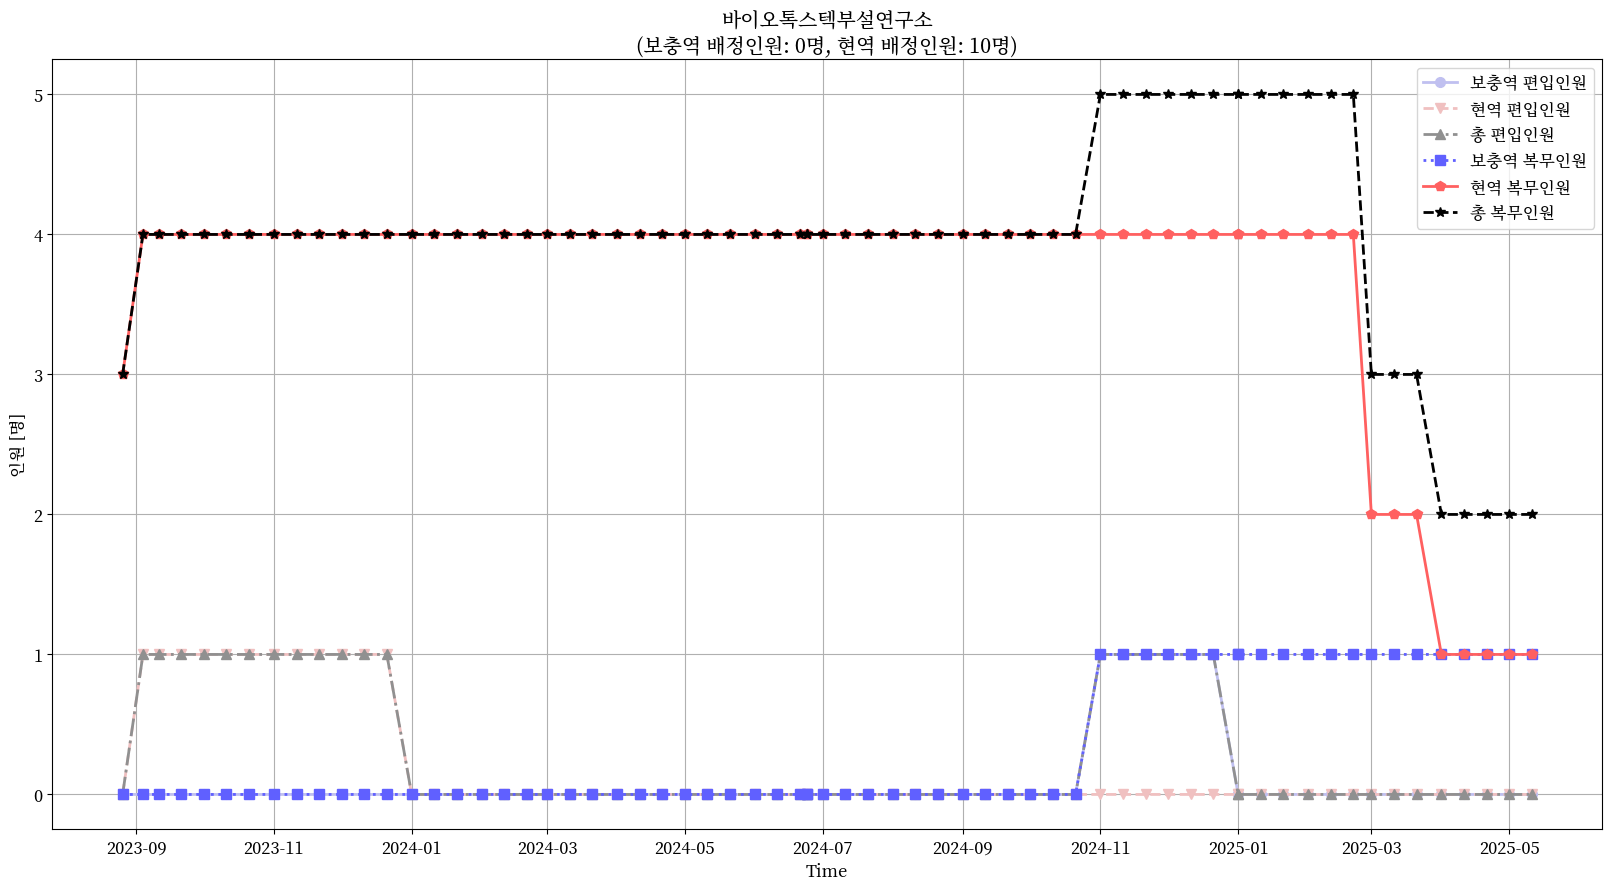 바이오톡스텍부설연구소
(보충역 배정인원: 0명, 현역 배정인원: 10명)
보충역 편입인원
현역 편입인원
총 편입인원
보충역 복무인원
현역 복무인원
총 복무인원
인원 [명]
5
4
3
2
1
0
2023-09 2023-11 2024-01 2024-03 2024-05 2024-07 2024-09 2024-11 2025-01 2025-03 2025-05
Time